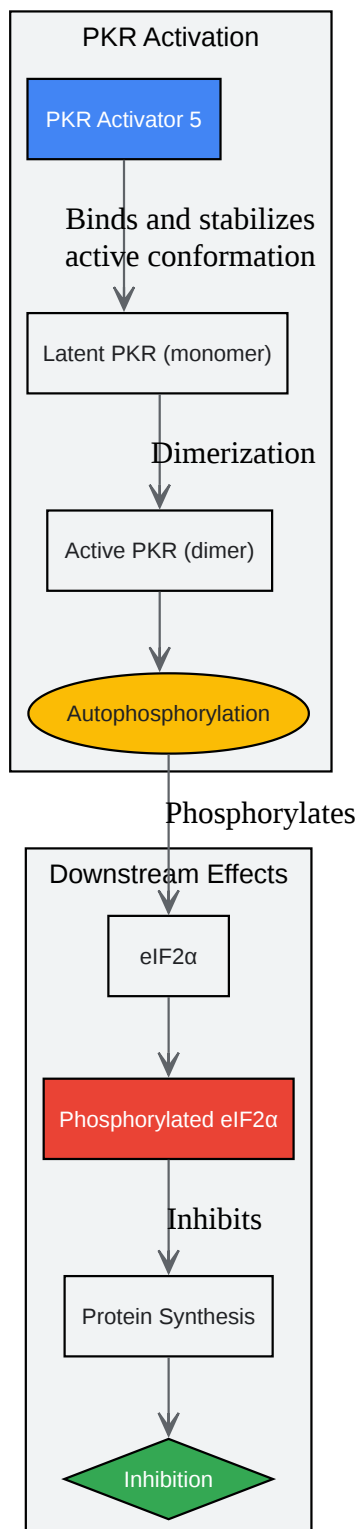 PKR Activation
PKR Activator 5
Binds and stabilizes
active conformation
Latent PKR (monomer)
Dimerization
Active PKR (dimer)
Autophosphorylation
Phosphorylates
Downstream Effects
eIF2α
Phosphorylated eIF2α
Inhibits
Protein Synthesis
Inhibition